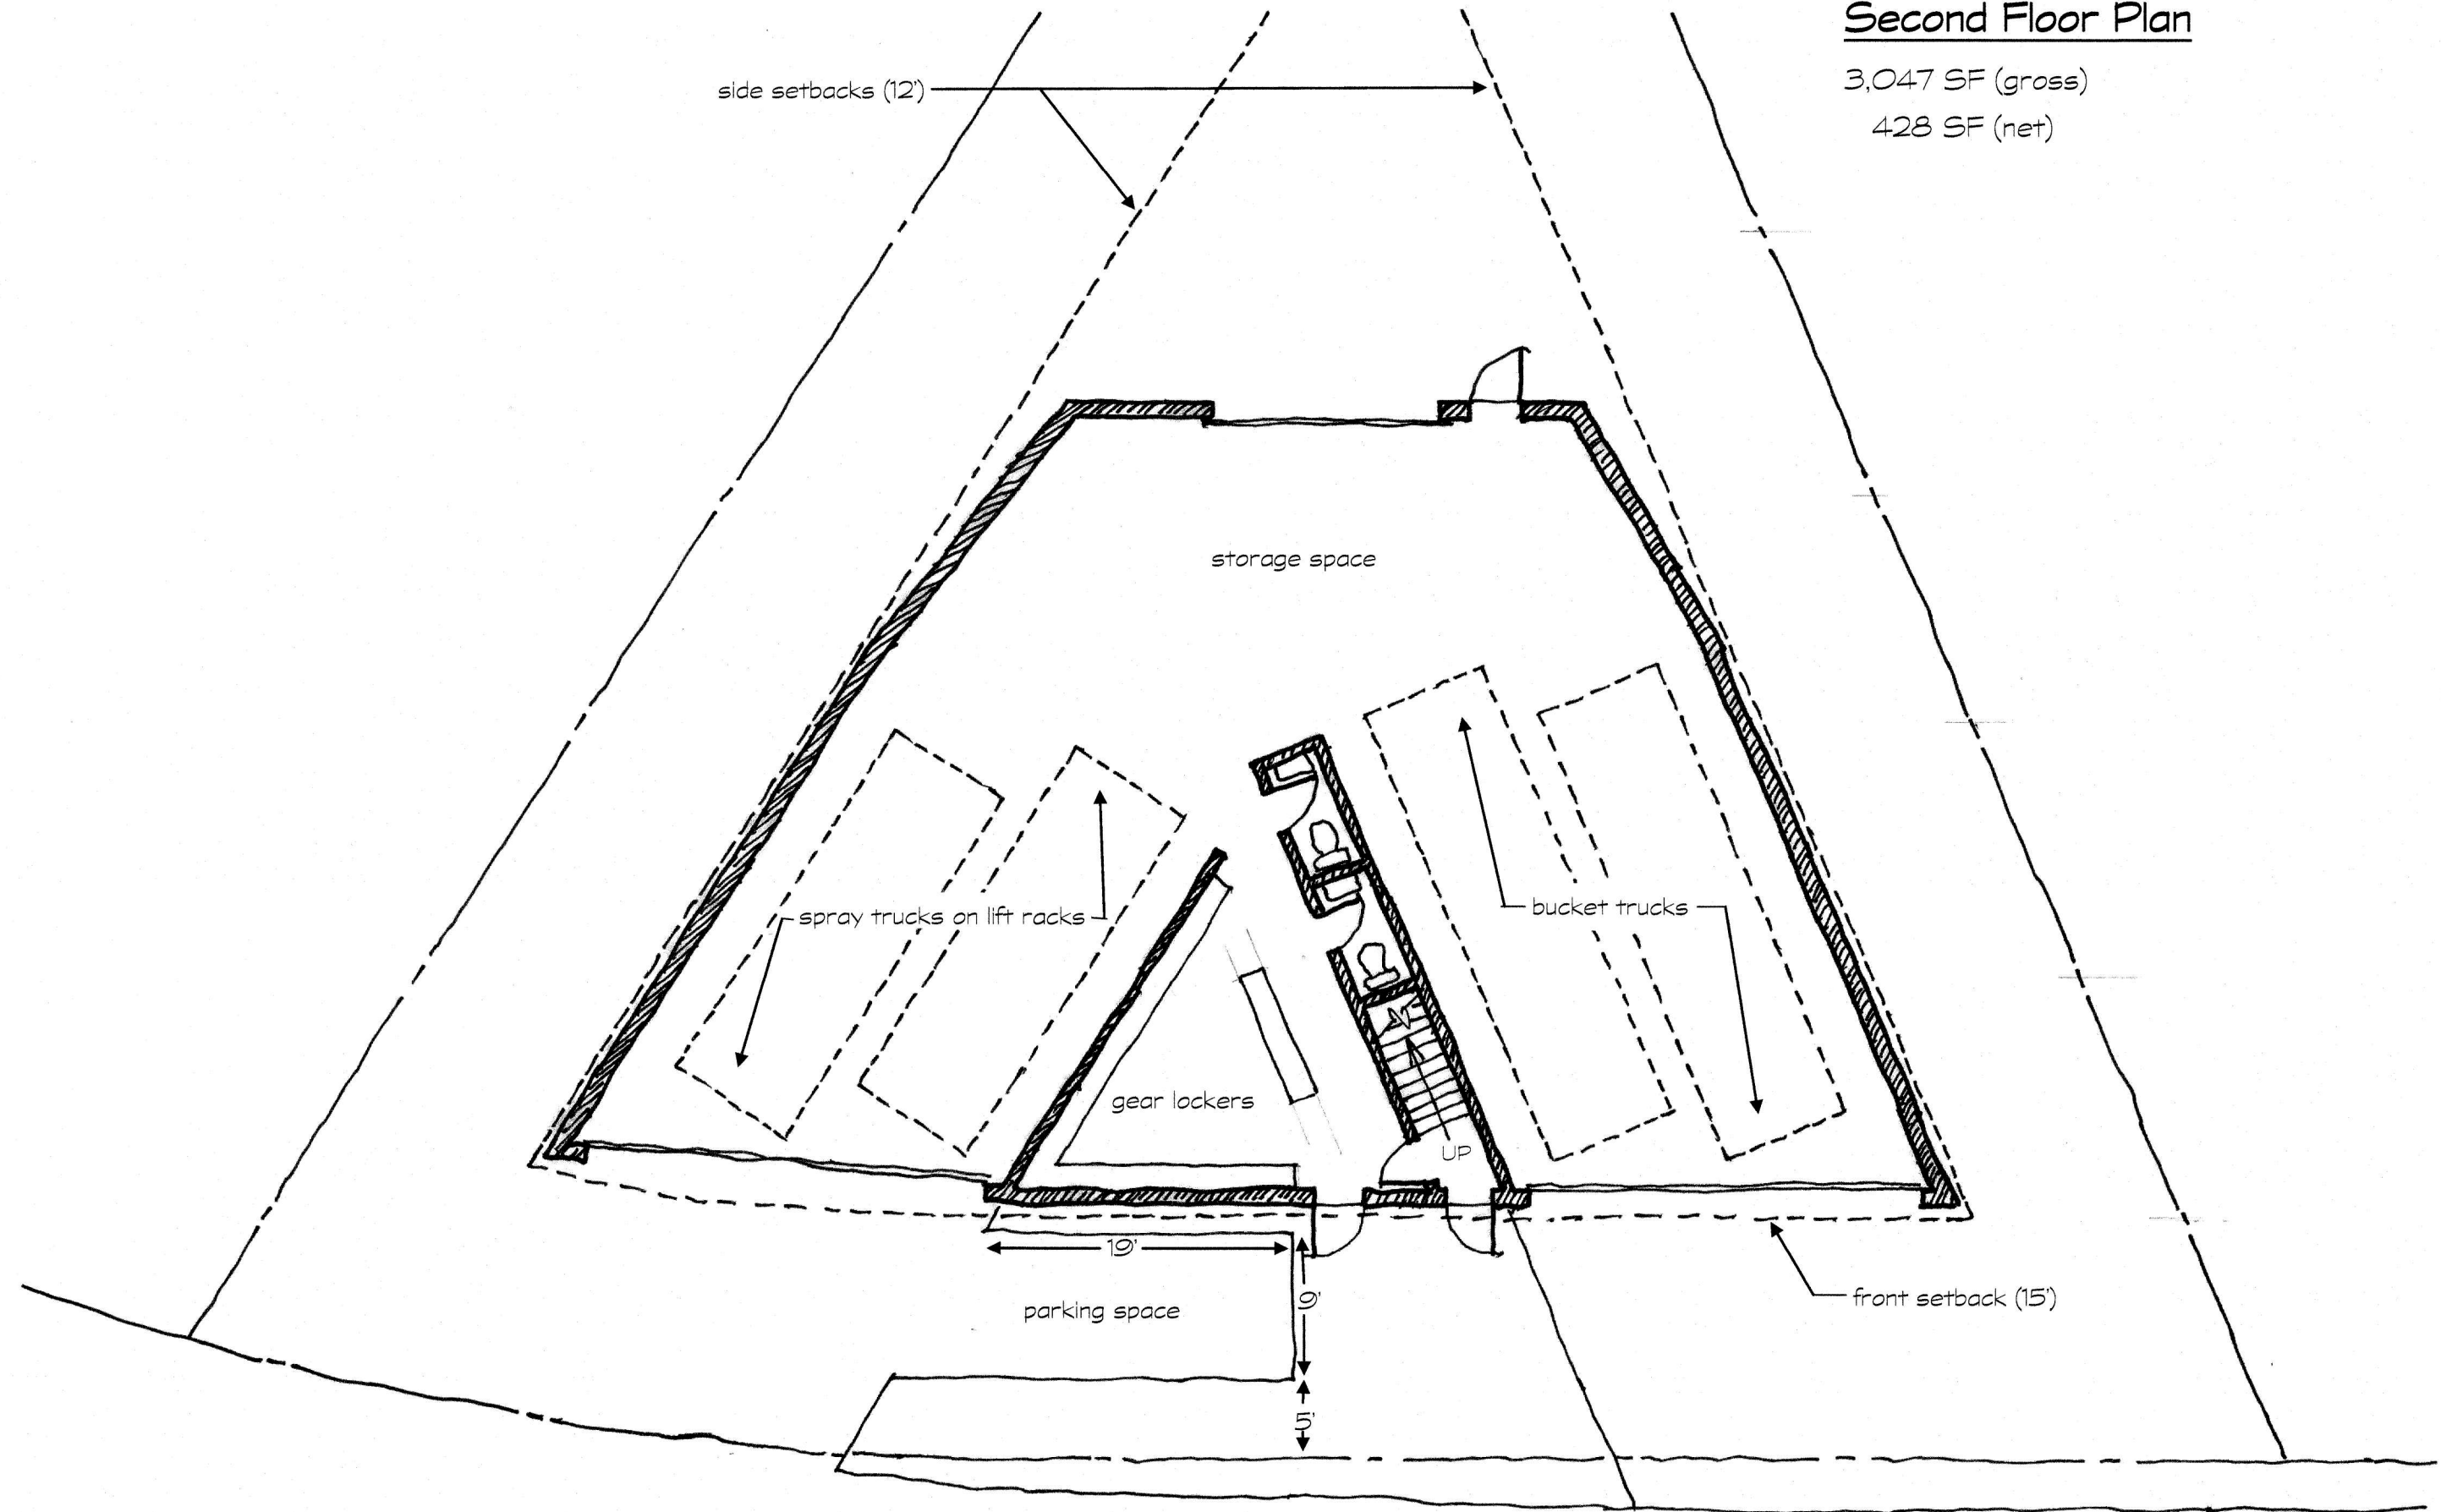 Second Floor Plan
3,047 SF (gross)
428 SF (net)
side setbacks (12')
storage space
spray trucks on lift racks
bucket trucks
gear lockers
UP
19'
9'
parking space
front setback (15')
5'